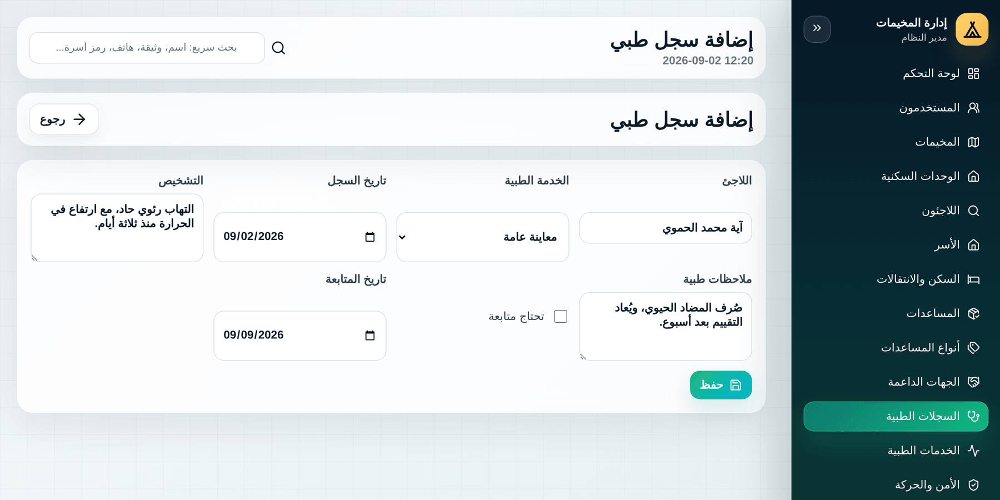 إدارة المخيمات
مدير النظام
لوحة التحكم
المستخدمون
المخيمات
الوحدات السكنية
اللاجئون
الأسر
السكن والانتقالات
المساعدات
أنواع المساعدات
الجهات الداعمة
السجلات الطبية
الخدمات الطبية
الأمن والحركة
إضافة سجل طبي
2026-09-02 12:20
بحث سريع: اسم، وثيقة، هاتف، رمز أسرة...
إضافة سجل طبي
رجوع
اللاجئ
آية محمد الحموي
الخدمة الطبية
معاينة عامة
تاريخ السجل
09/02/2026
التشخيص
التهاب رئوي حاد، مع ارتفاع في
الحرارة منذ ثلاثة أيام.
ملاحظات طبية
صُرف المضاد الحيوي، ويُعاد
التقييم بعد أسبوع.
تحتاج متابعة
تاريخ المتابعة
09/09/2026
حفظ